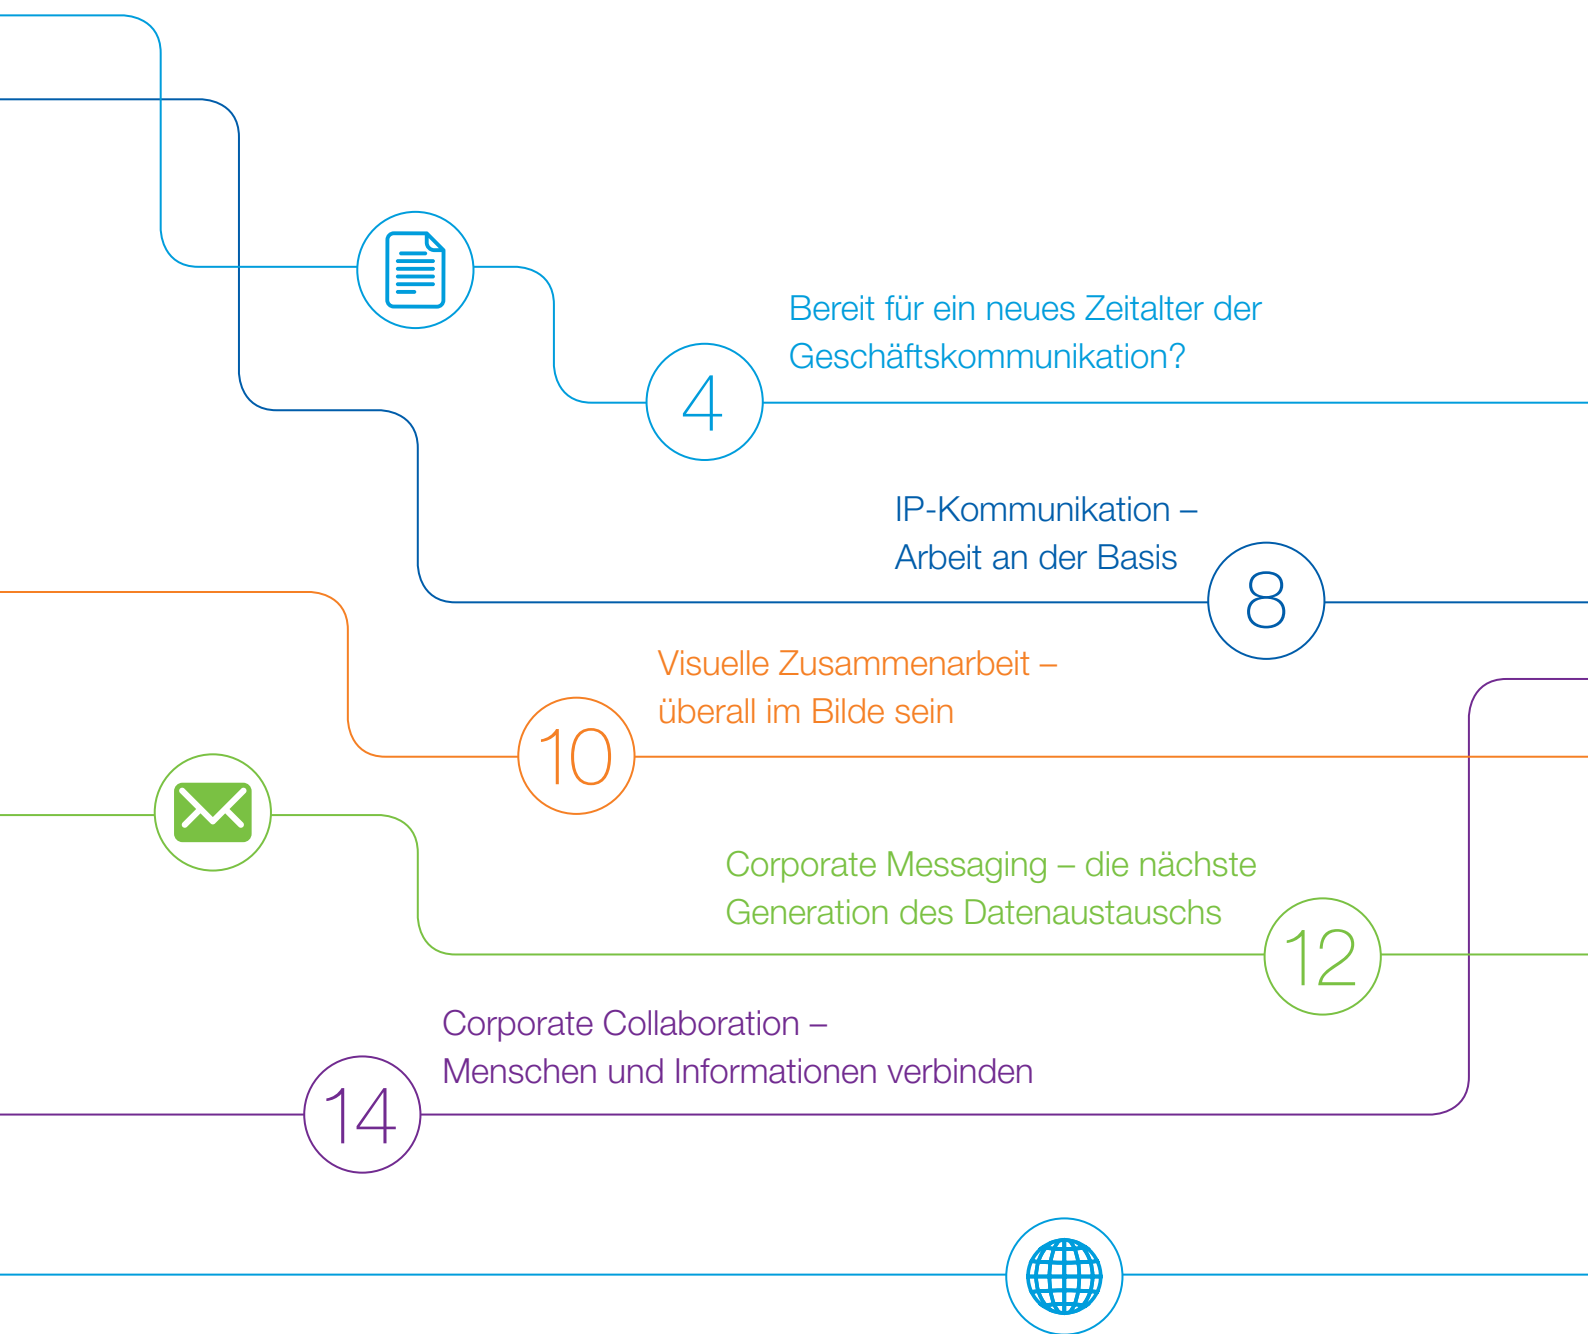 Bereit für ein neues Zeitalter der
Geschäftskommunikation?
4
IP-Kommunikation –
Arbeit an der Basis
8
Visuelle Zusammenarbeit –
überall im Bilde sein
10
Corporate Messaging – die nächste
Generation des Datenaustauschs
12
Corporate Collaboration –
Menschen und Informationen verbinden
14